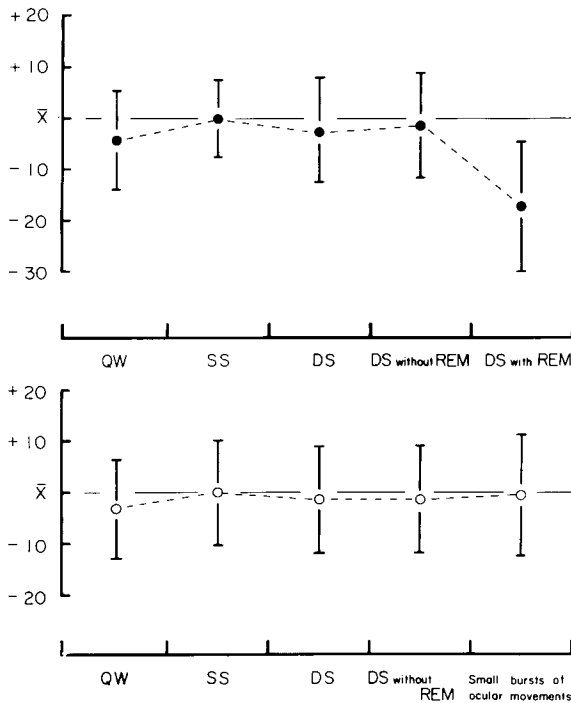 +20
+10
X̄
-10
-20
-30
QW SS DS DS without REM DS with REM
+20
+10
X̄
-10
-20
QW SS DS DS without Small bursts of
REM ocular movements